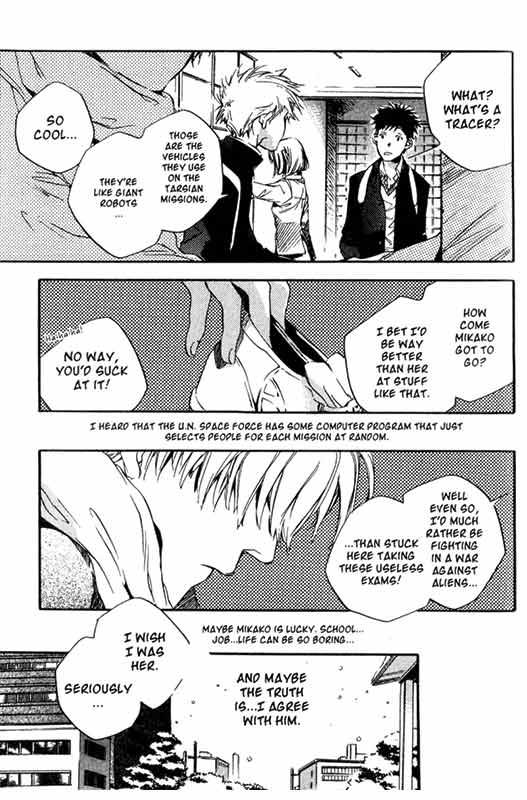 WHAT?
WHAT'S A
TRACER?
THOSE
ARE THE
VEHICLES
THEY USE
ON THE
TARSIAN
MISSIONS.
THEY'RE
LIKE GIANT
ROBOTS
...
SO
COOL...
HOW
COME
MIKAKO
GOT TO
GO?
I BET I'D
BE WAY
BETTER
THAN HER
AT STUFF
LIKE THAT.
Ha ha ha!
NO WAY,
YOU'D SUCK
AT IT!
I HEARD THAT THE U.N. SPACE FORCE HAS SOME COMPUTER PROGRAM THAT JUST
SELECTS PEOPLE FOR EACH MISSION AT RANDOM.
WELL
EVEN SO,
I'D MUCH
RATHER BE
FIGHTING
IN A WAR
AGAINST
ALIENS...
...THAN STUCK
HERE TAKING
THESE USELESS
EXAMS!
MAYBE MIKAKO IS LUCKY. SCHOOL...
JOB...LIFE CAN BE SO BORING...
I WISH
I WAS
HER.
SERIOUSLY
...
AND MAYBE
THE TRUTH
IS...I AGREE
WITH HIM.